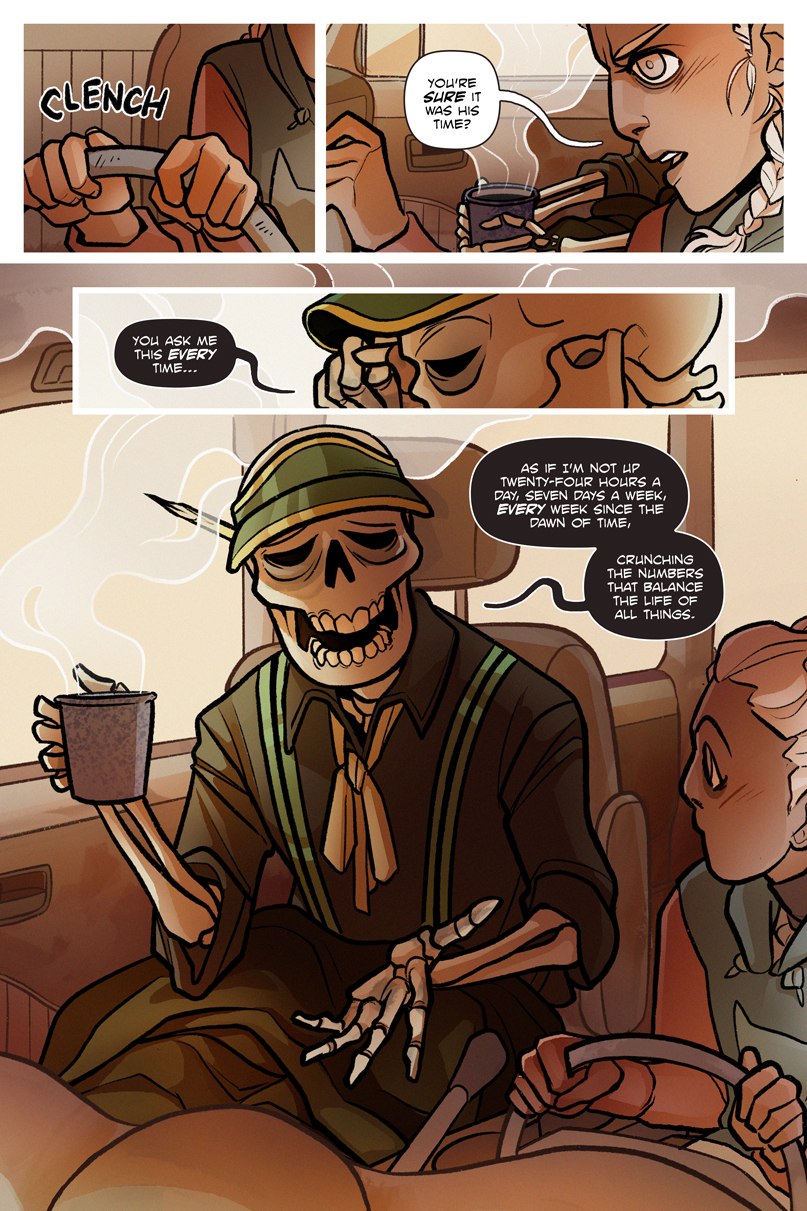 CLENCH
YOU'RE
SURE IT
WAS HIS
TIME?
YOU ASK ME
THIS EVERY
TIME...
AS IF I'M NOT UP
TWENTY-FOUR HOURS A
DAY, SEVEN DAYS A WEEK,
EVERY WEEK SINCE THE
DAWN OF TIME,
CRUNCHING
THE NUMBERS
THAT BALANCE
THE LIFE OF
ALL THINGS.